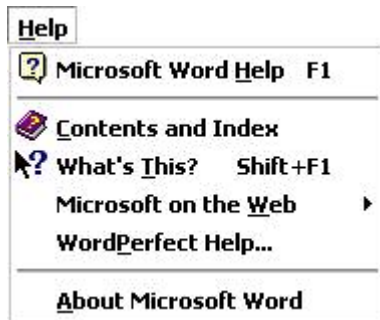 Help
Microsoft Word Help F1
Contents and Index
What's This? Shift+F1
Microsoft on the Web
WordPerfect Help...
About Microsoft Word